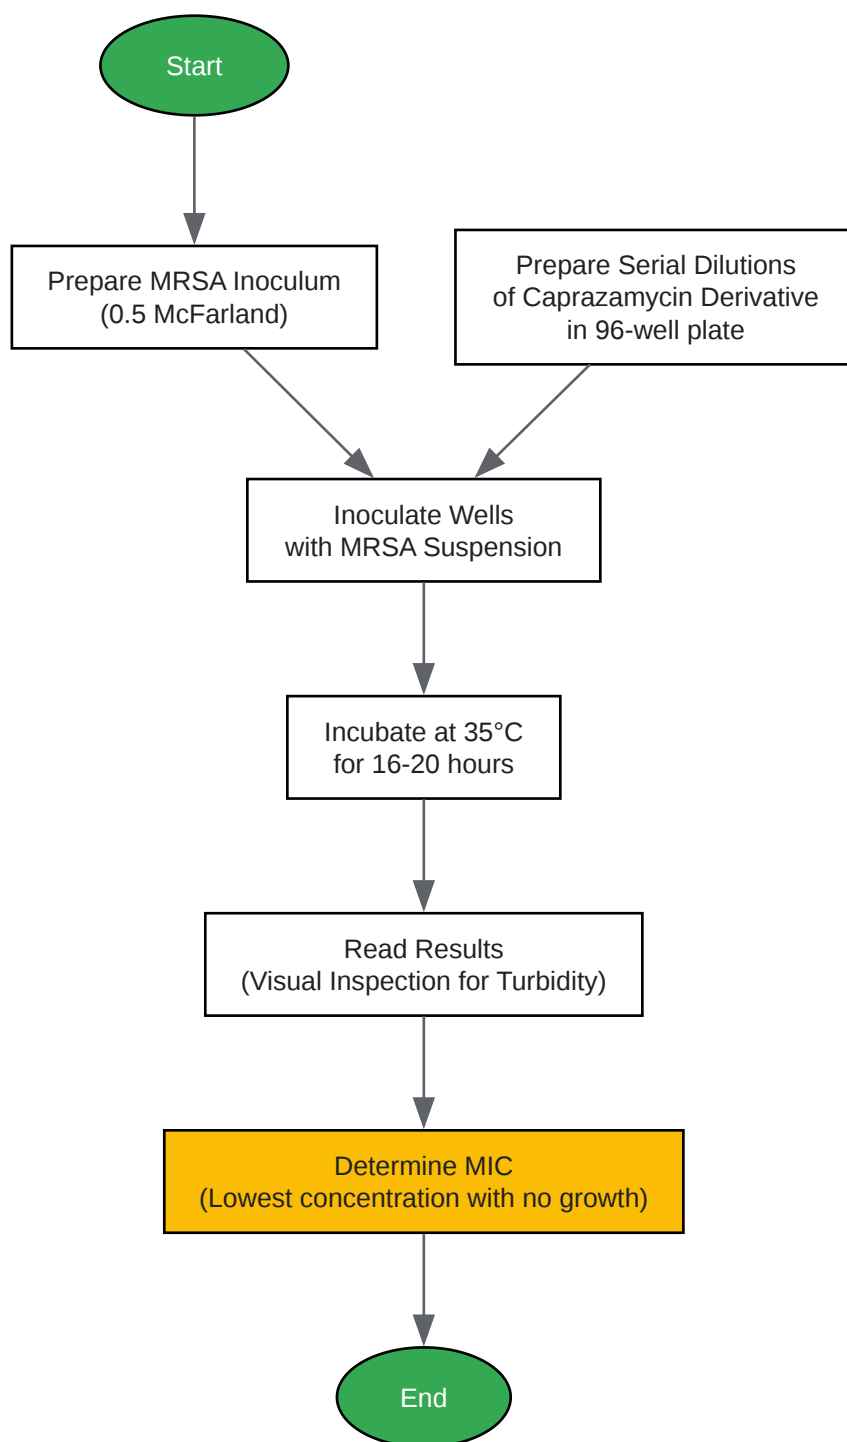 Start
Prepare MRSA Inoculum
(0.5 McFarland)
Prepare Serial Dilutions
of Caprazamycin Derivative
in 96-well plate
Inoculate Wells
with MRSA Suspension
Incubate at 35°C
for 16-20 hours
Read Results
(Visual Inspection for Turbidity)
Determine MIC
(Lowest concentration with no growth)
End